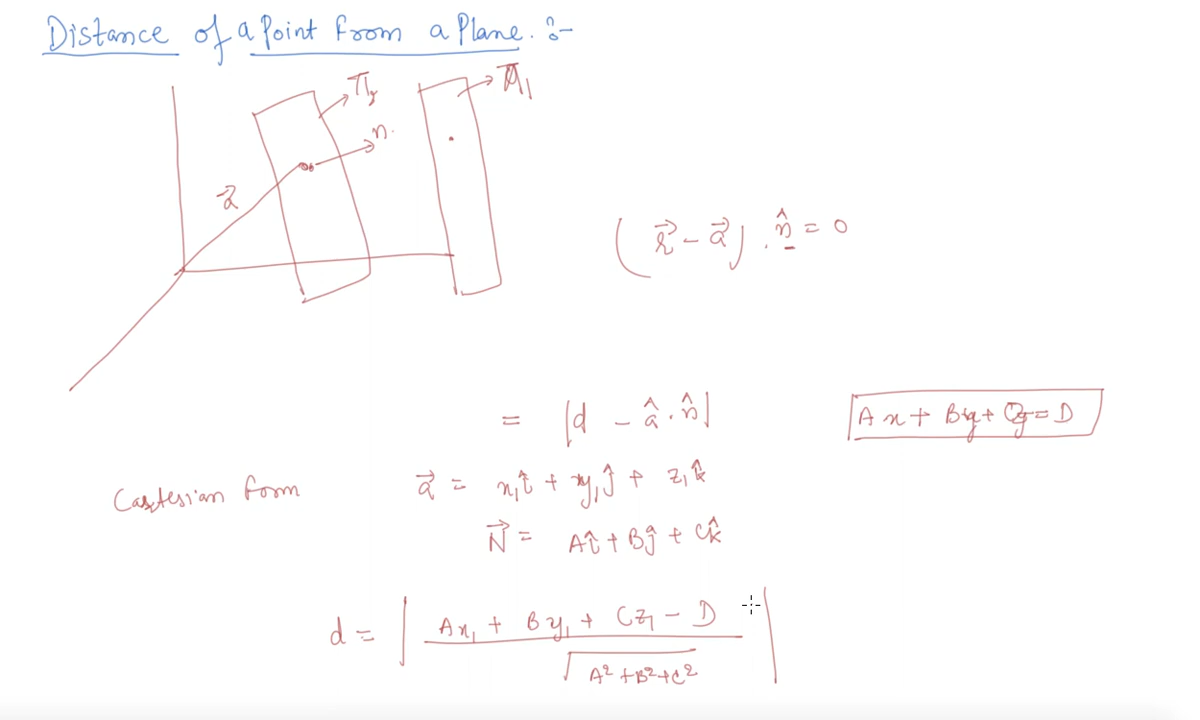 Distance of a Point from a Plane. :-
π₂
π₁
n
a⃗
(r⃗ - a⃗) . n̂ = 0
= |d - â . n̂|
Ax + By + Cz = D
Cartesian form
a⃗ = x₁î + y₁ĵ + z₁k̂
N⃗ = Aî + Bĵ + Ck̂
d = | Ax₁ + By₁ + Cz₁ - D / √A² + B² + C² |